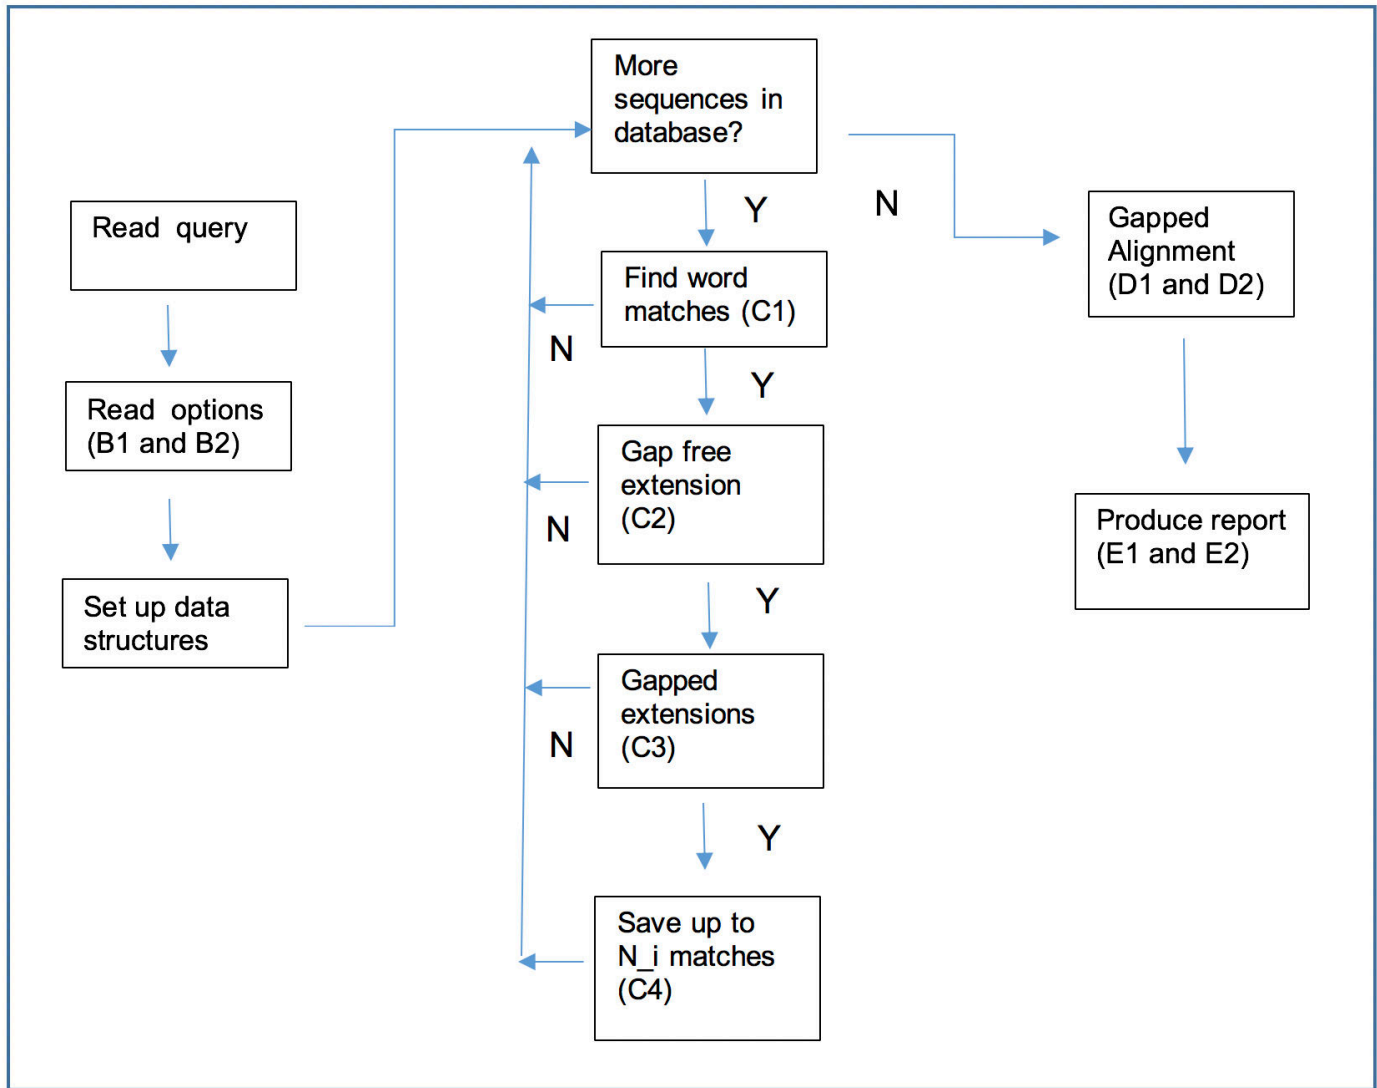 Read query
Read options
(B1 and B2)
Set up data
structures
More
sequences in
database?
Y
N
Find word
matches (C1)
N
Y
Gap free
extension
(C2)
N
Y
Gapped
extensions
(C3)
N
Y
Save up to
N_i matches
(C4)
Gapped
Alignment
(D1 and D2)
Produce report
(E1 and E2)